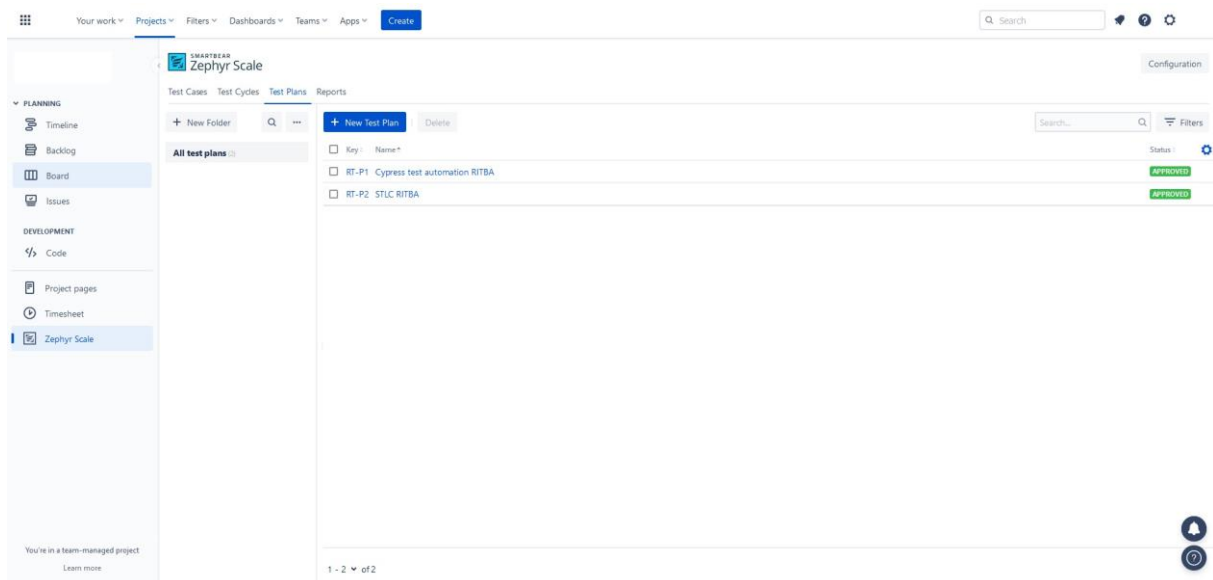 Your work Projects Filters Dashboards Teams Apps Create Search
SMARTBEAR
Zephyr Scale
Configuration
Test Cases Test Cycles Test Plans Reports
PLANNING
Timeline
Backlog
Board
Issues
DEVELOPMENT
Code
Project pages
Timesheet
Zephyr Scale
You're in a team-managed project
Learn more
+ New Folder
All test plans (2)
+ New Test Plan Delete Search... Filters
Key Name Status
RT-P1 Cypress test automation RITBA APPROVED
RT-P2 STLC RITBA APPROVED
1 - 2 of 2